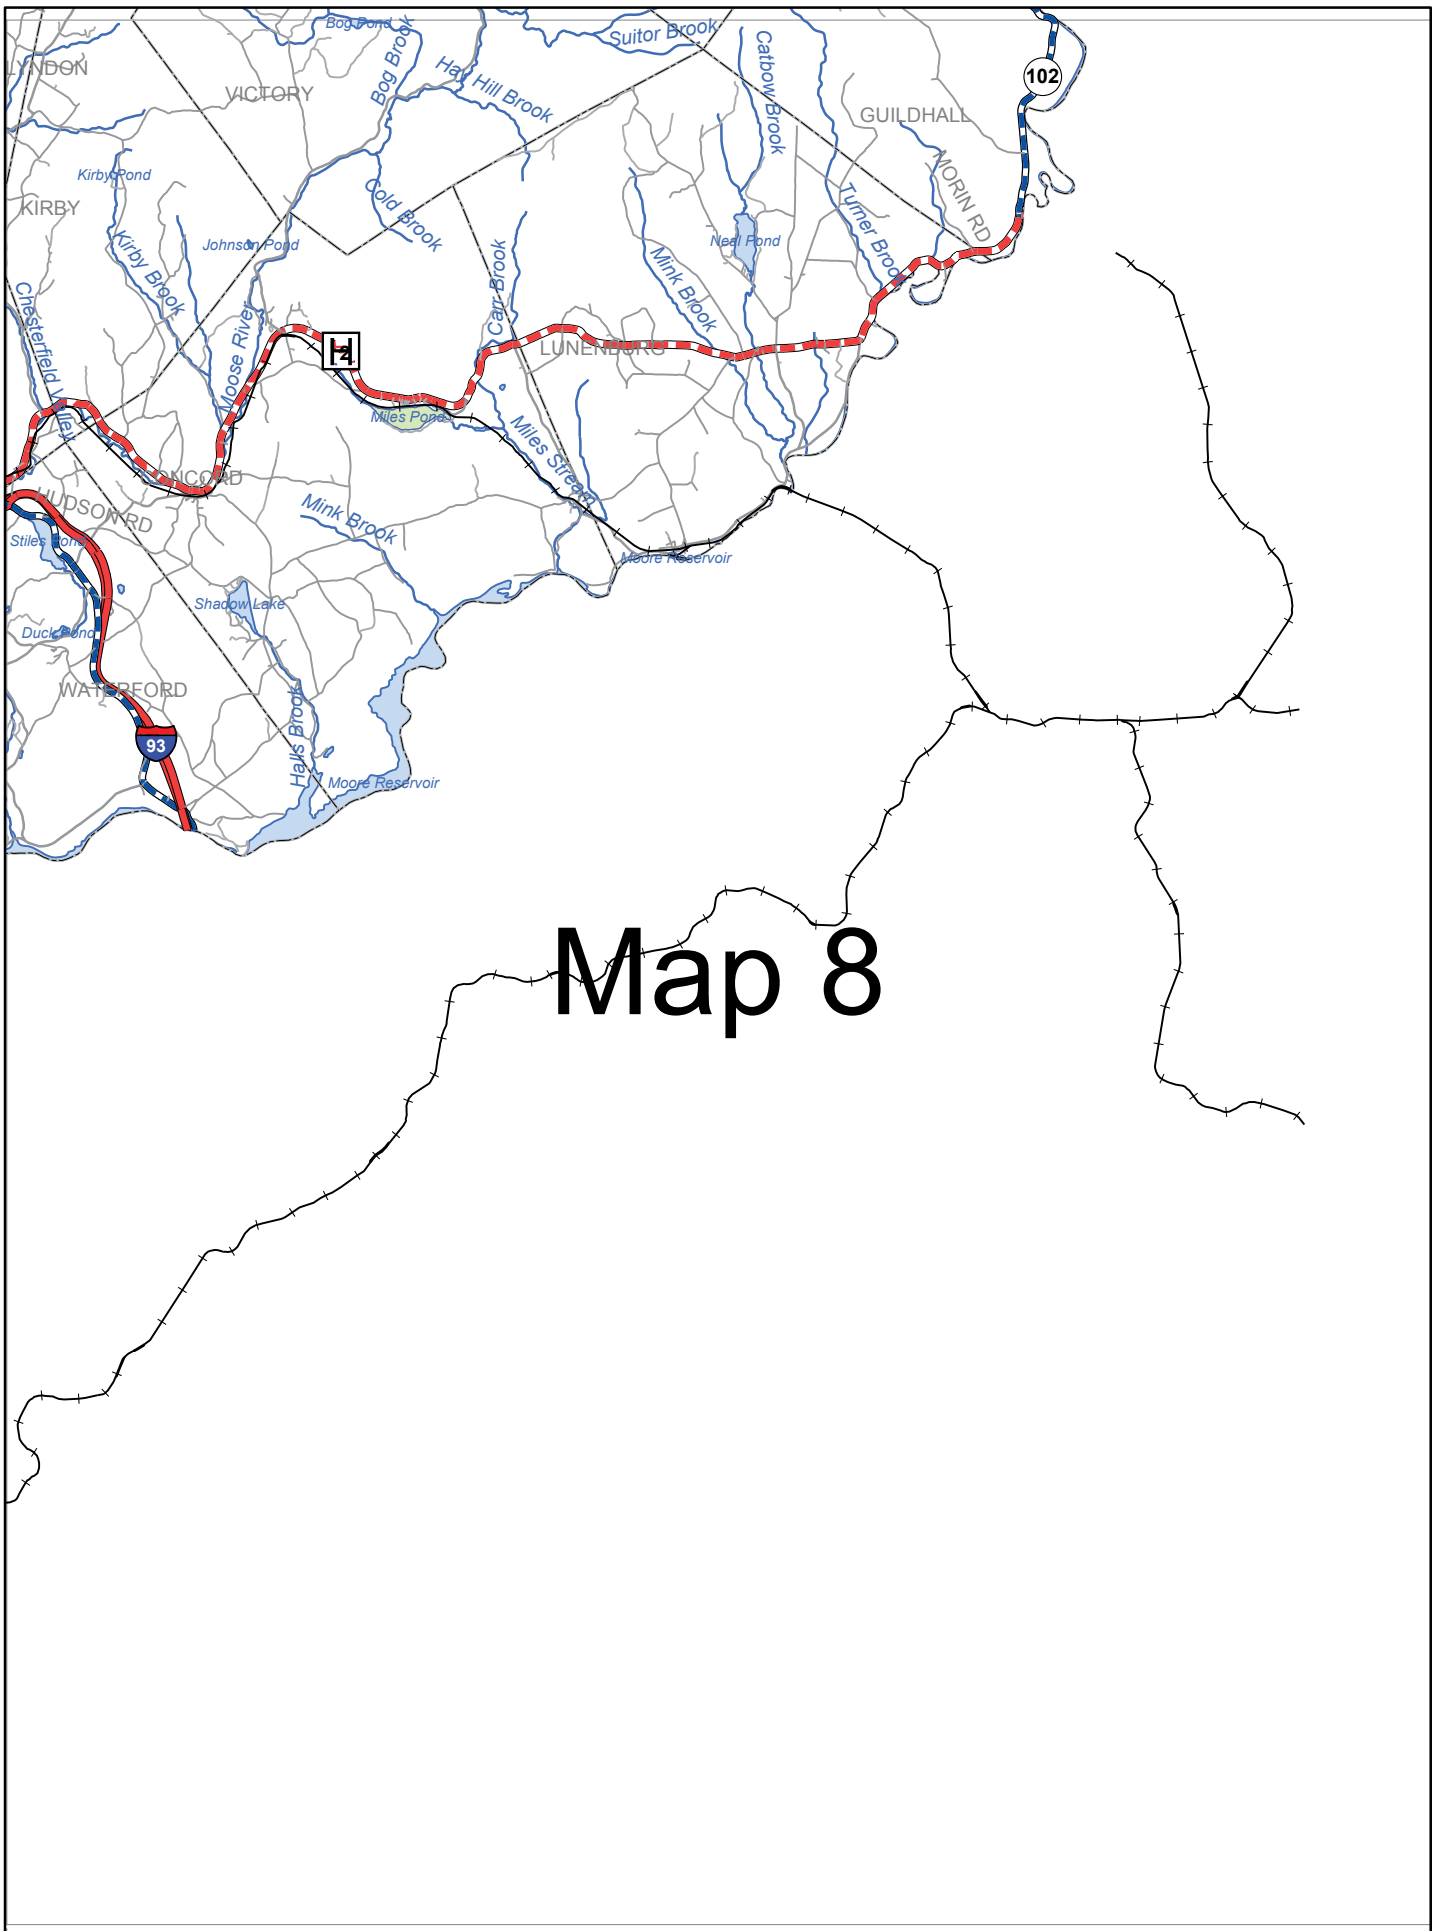 Bog Pond
Suitor Brook
Catbow Brook
LYNDON
Bog Brook
Hay Hill Brook
102
VICTORY
GUILDHALL
MORIN RD
Kirby Pond
KIRBY
Cold Brook
Turner Brook
Johnson Pond
Kirby Brook
Neal Pond
Mink Brook
Carr Brook
Chesterfield Valley
Moose River
H
2
LUNENBURG
Miles Pond
Miles Stream
CONCORD
HUDSON RD
Mink Brook
Stiles Pond
Moore Reservoir
Shadow Lake
Duck Pond
WATERFORD
Halls Brook
93
Moore Reservoir
Map 8